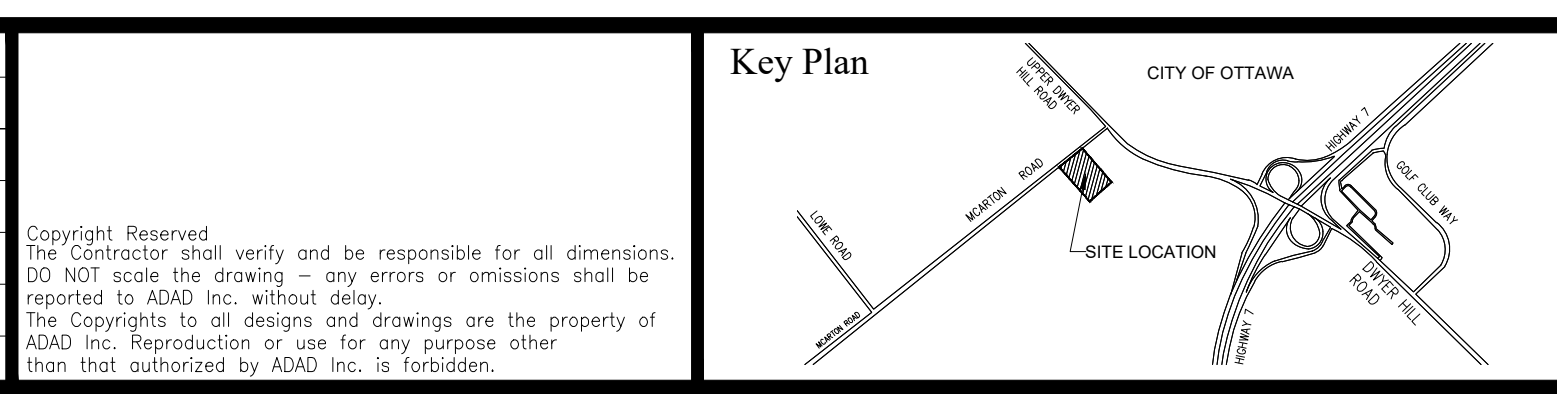 Copyright Reserved
The Contractor shall verify and be responsible for all dimensions.
DO NOT scale the drawing – any errors or omissions shall be
reported to ADAD Inc. without delay.
The Copyrights to all designs and drawings are the property of
ADAD Inc. Reproduction or use for any purpose other
than that authorized by ADAD Inc. is forbidden.
Key Plan
CITY OF OTTAWA
UPPER DWYER
HILL ROAD
HIGHWAY 7
MCARTON ROAD
GOLF CLUB WAY
LOWE ROAD
SITE LOCATION
DWYER HILL
ROAD
MCARTON ROAD
HIGHWAY 7